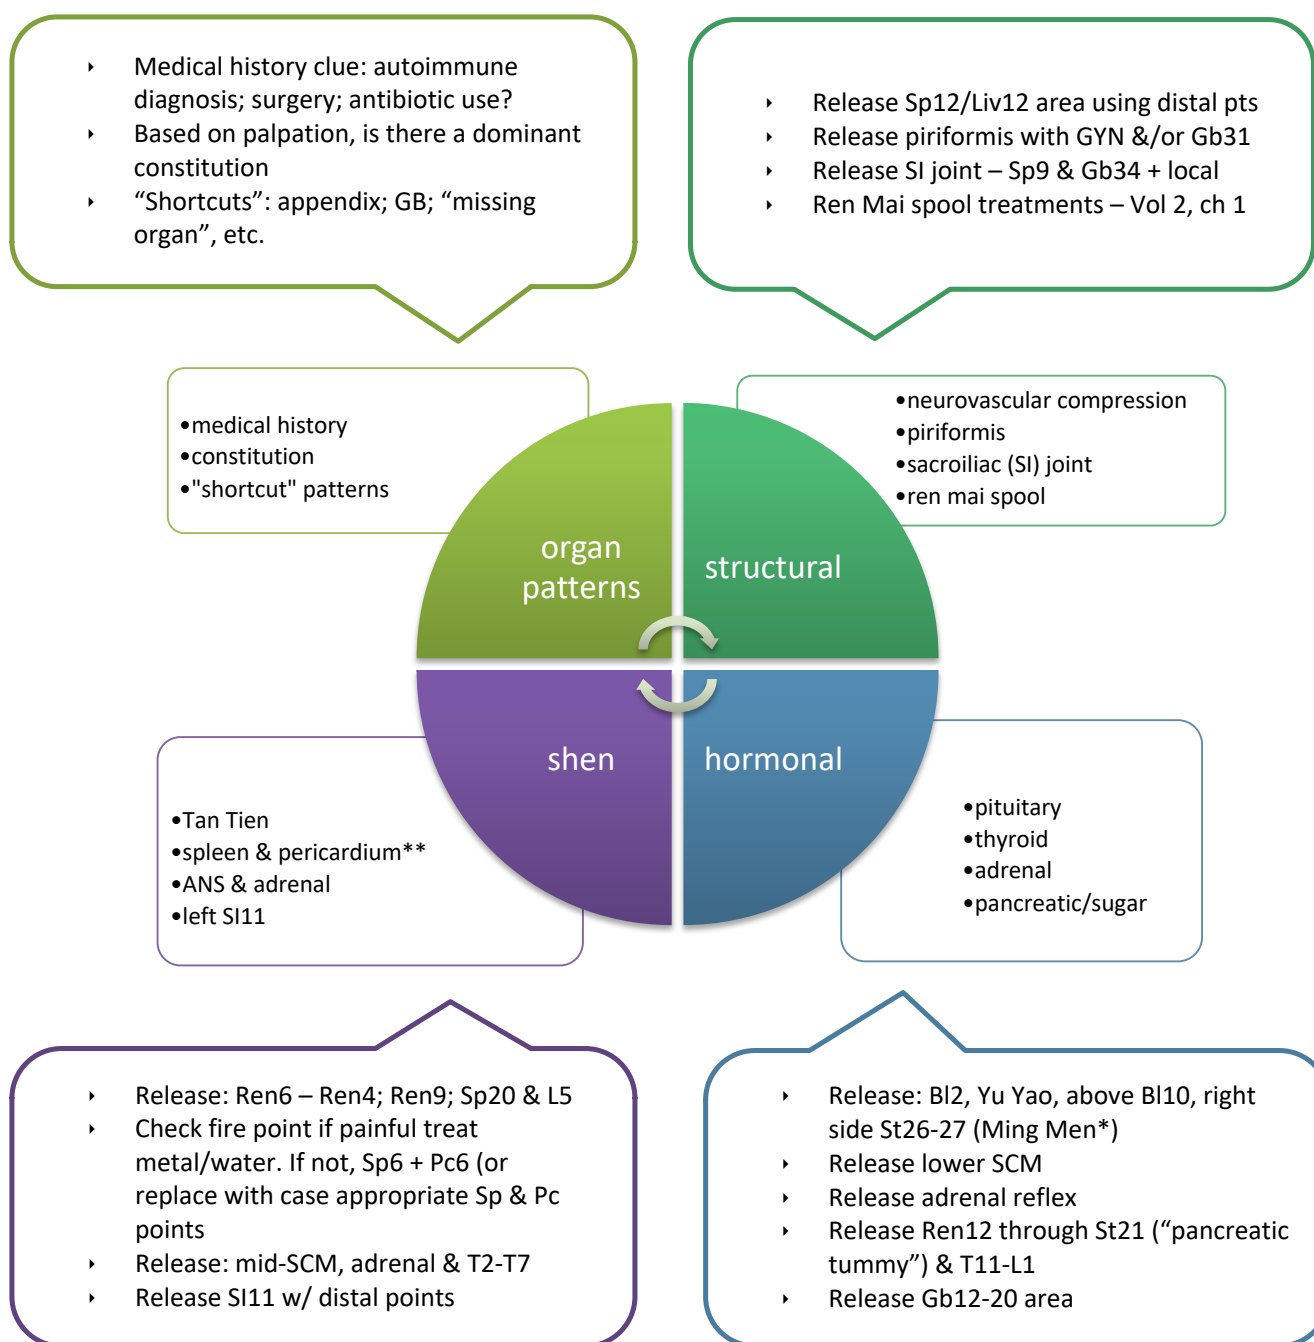 ‣ Medical history clue: autoimmune
diagnosis; surgery; antibiotic use?
‣ Based on palpation, is there a dominant
constitution
‣ “Shortcuts”: appendix; GB; “missing
organ”, etc.
‣ Release Sp12/Liv12 area using distal pts
‣ Release piriformis with GYN &/or Gb31
‣ Release SI joint – Sp9 & Gb34 + local
‣ Ren Mai spool treatments – Vol 2, ch 1
•medical history
•constitution
•"shortcut" patterns
•neurovascular compression
•piriformis
•sacroiliac (SI) joint
•ren mai spool
organ
patterns
structural
shen
hormonal
•Tan Tien
•spleen & pericardium**
•ANS & adrenal
•left SI11
•pituitary
•thyroid
•adrenal
•pancreatic/sugar
‣ Release: Ren6 – Ren4; Ren9; Sp20 & L5
‣ Check fire point if painful treat
metal/water. If not, Sp6 + Pc6 (or
replace with case appropriate Sp & Pc
points
‣ Release: mid-SCM, adrenal & T2-T7
‣ Release SI11 w/ distal points
‣ Release: Bl2, Yu Yao, above Bl10, right
side St26-27 (Ming Men*)
‣ Release lower SCM
‣ Release adrenal reflex
‣ Release Ren12 through St21 (“pancreatic
tummy”) & T11-L1
‣ Release Gb12-20 area